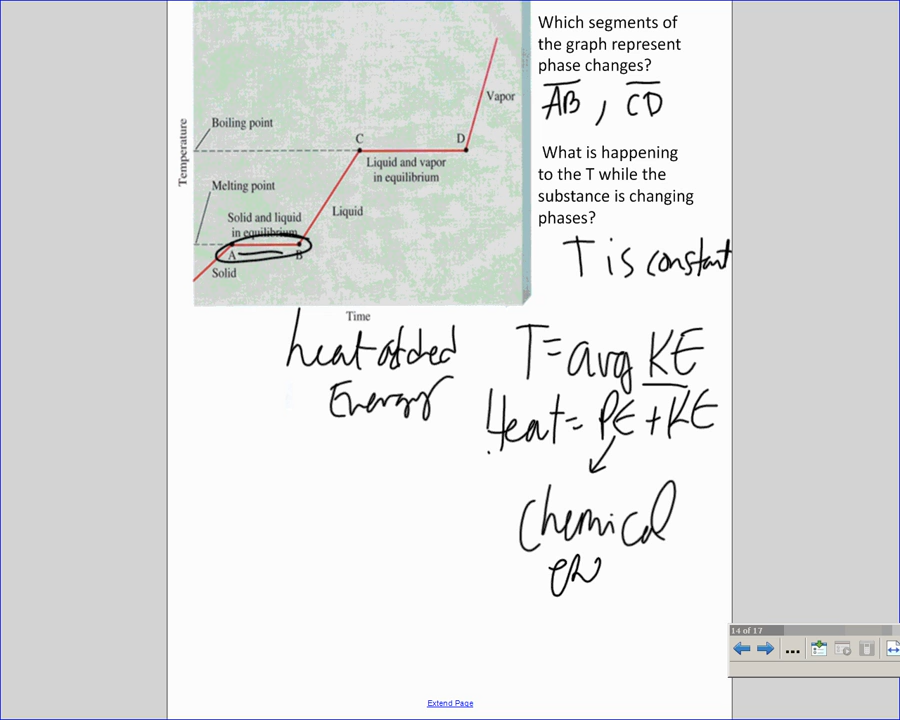 Which segments of
the graph represent
phase changes?
AB , CD
What is happening
to the T while the
substance is changing
phases?
T is constant
Temperature
Boiling point
Melting point
Solid and liquid
in equilibrium
A
B
Solid
Liquid
C
D
Liquid and vapor
in equilibrium
Vapor
Time
heat added
Energy
T = avg KE
Heat = PE + KE
Chemical
14 of 17
Extend Page